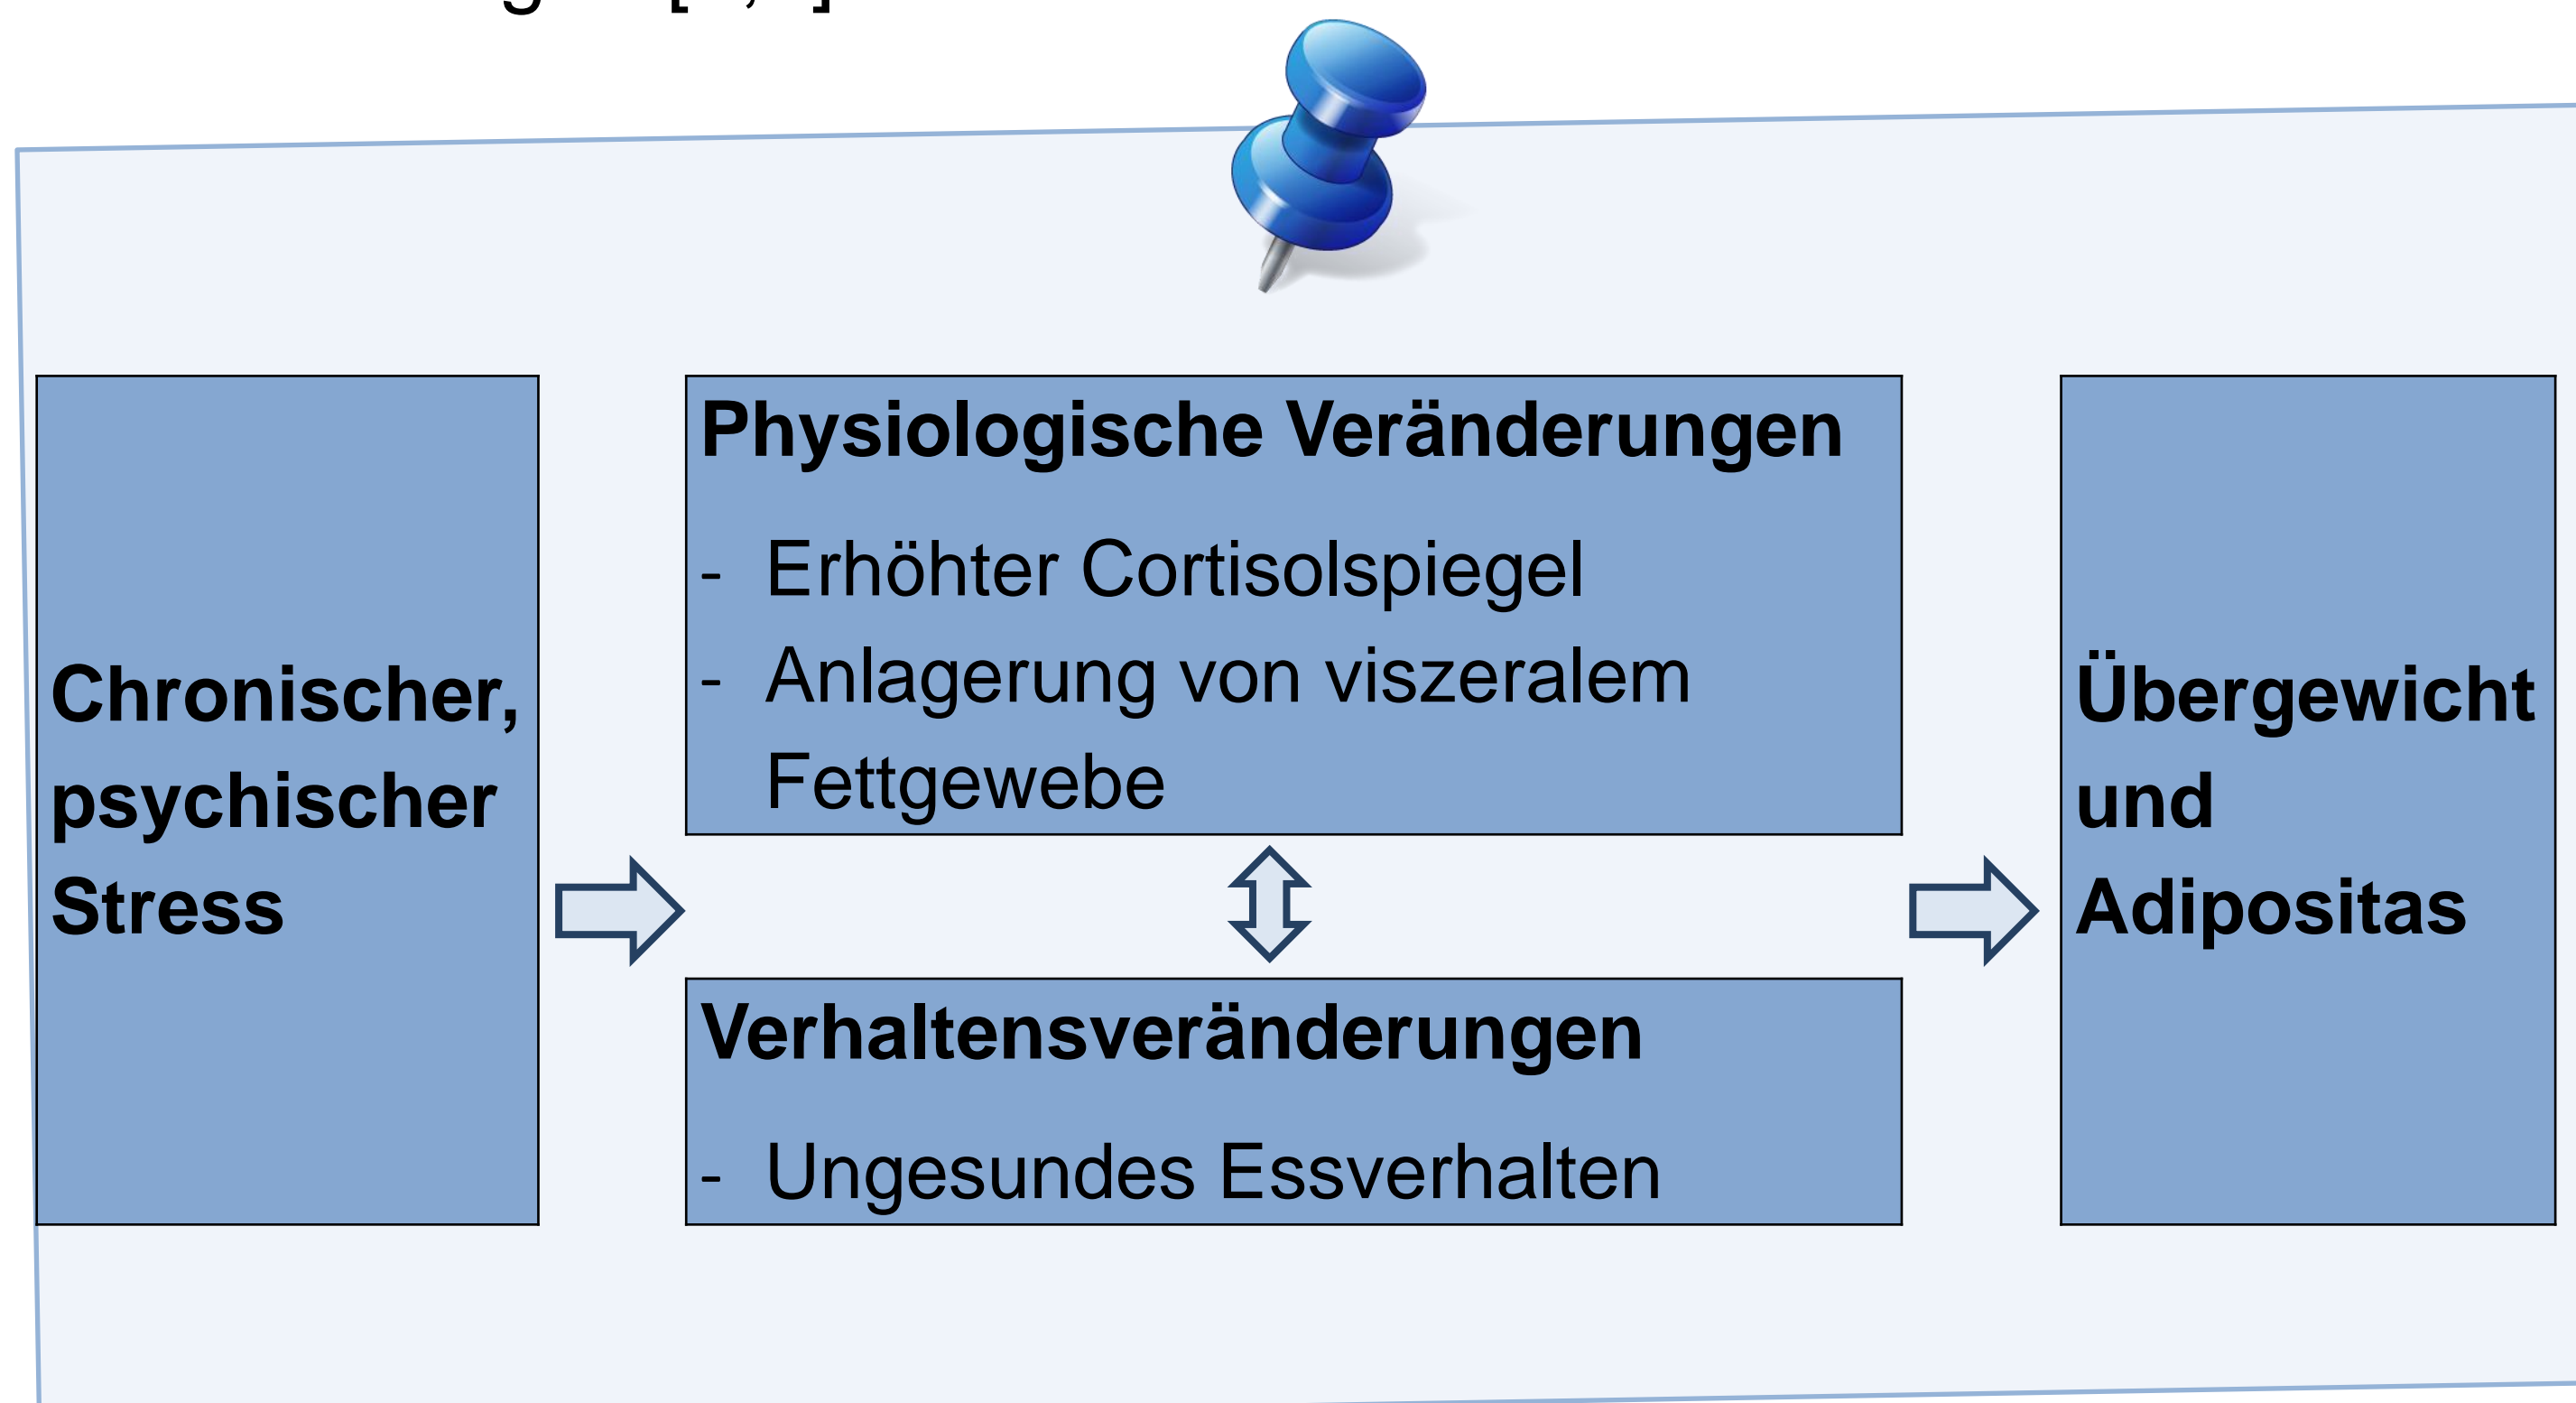 Chronischer,
psychischer
Stress
Physiologische Veränderungen
- Erhöhter Cortisolspiegel
- Anlagerung von viszeralem
Fettgewebe
Verhaltensveränderungen
- Ungesundes Essverhalten
Übergewicht
und
Adipositas